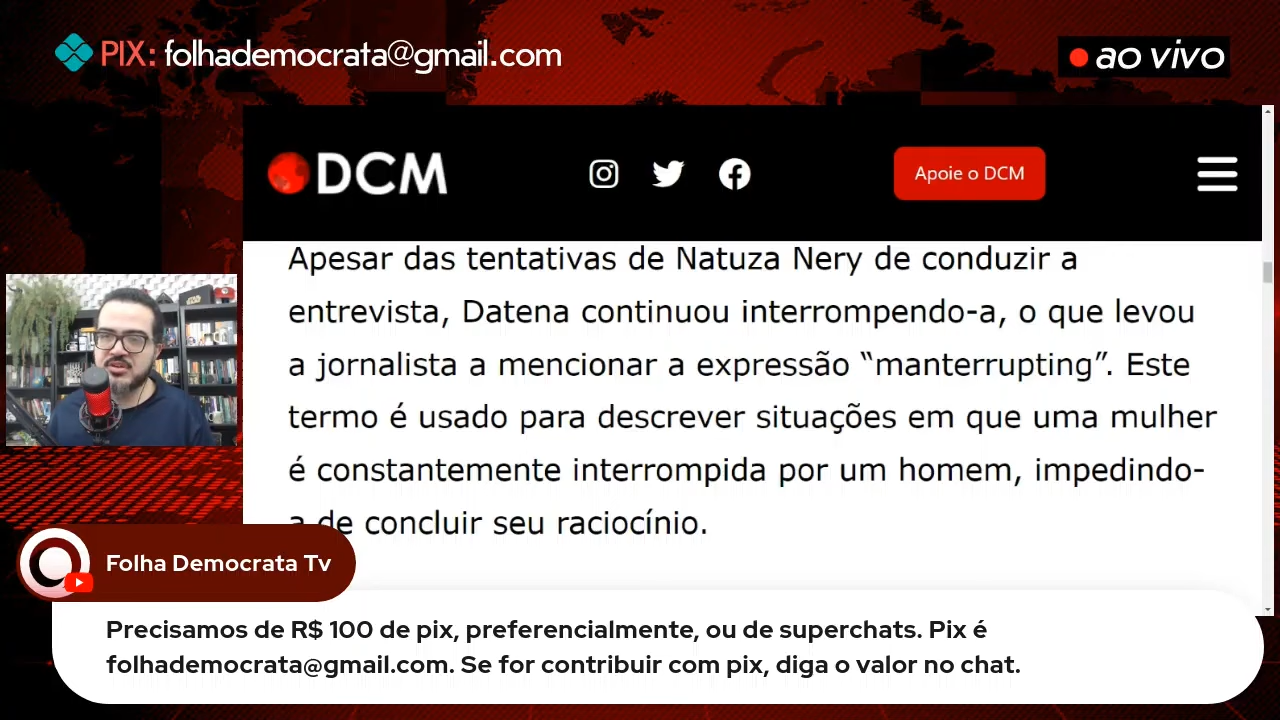 PIX: folhademocrata@gmail.com
ao vivo
DCM
Apoie o DCM
Apesar das tentativas de Natuza Nery de conduzir a
entrevista, Datena continuou interrompendo-a, o que levou
a jornalista a mencionar a expressão “manterrupting”. Este
termo é usado para descrever situações em que uma mulher
é constantemente interrompida por um homem, impedindo-
a de concluir seu raciocínio.
Folha Democrata Tv
Precisamos de R$ 100 de pix, preferencialmente, ou de superchats. Pix é
folhademocrata@gmail.com. Se for contribuir com pix, diga o valor no chat.